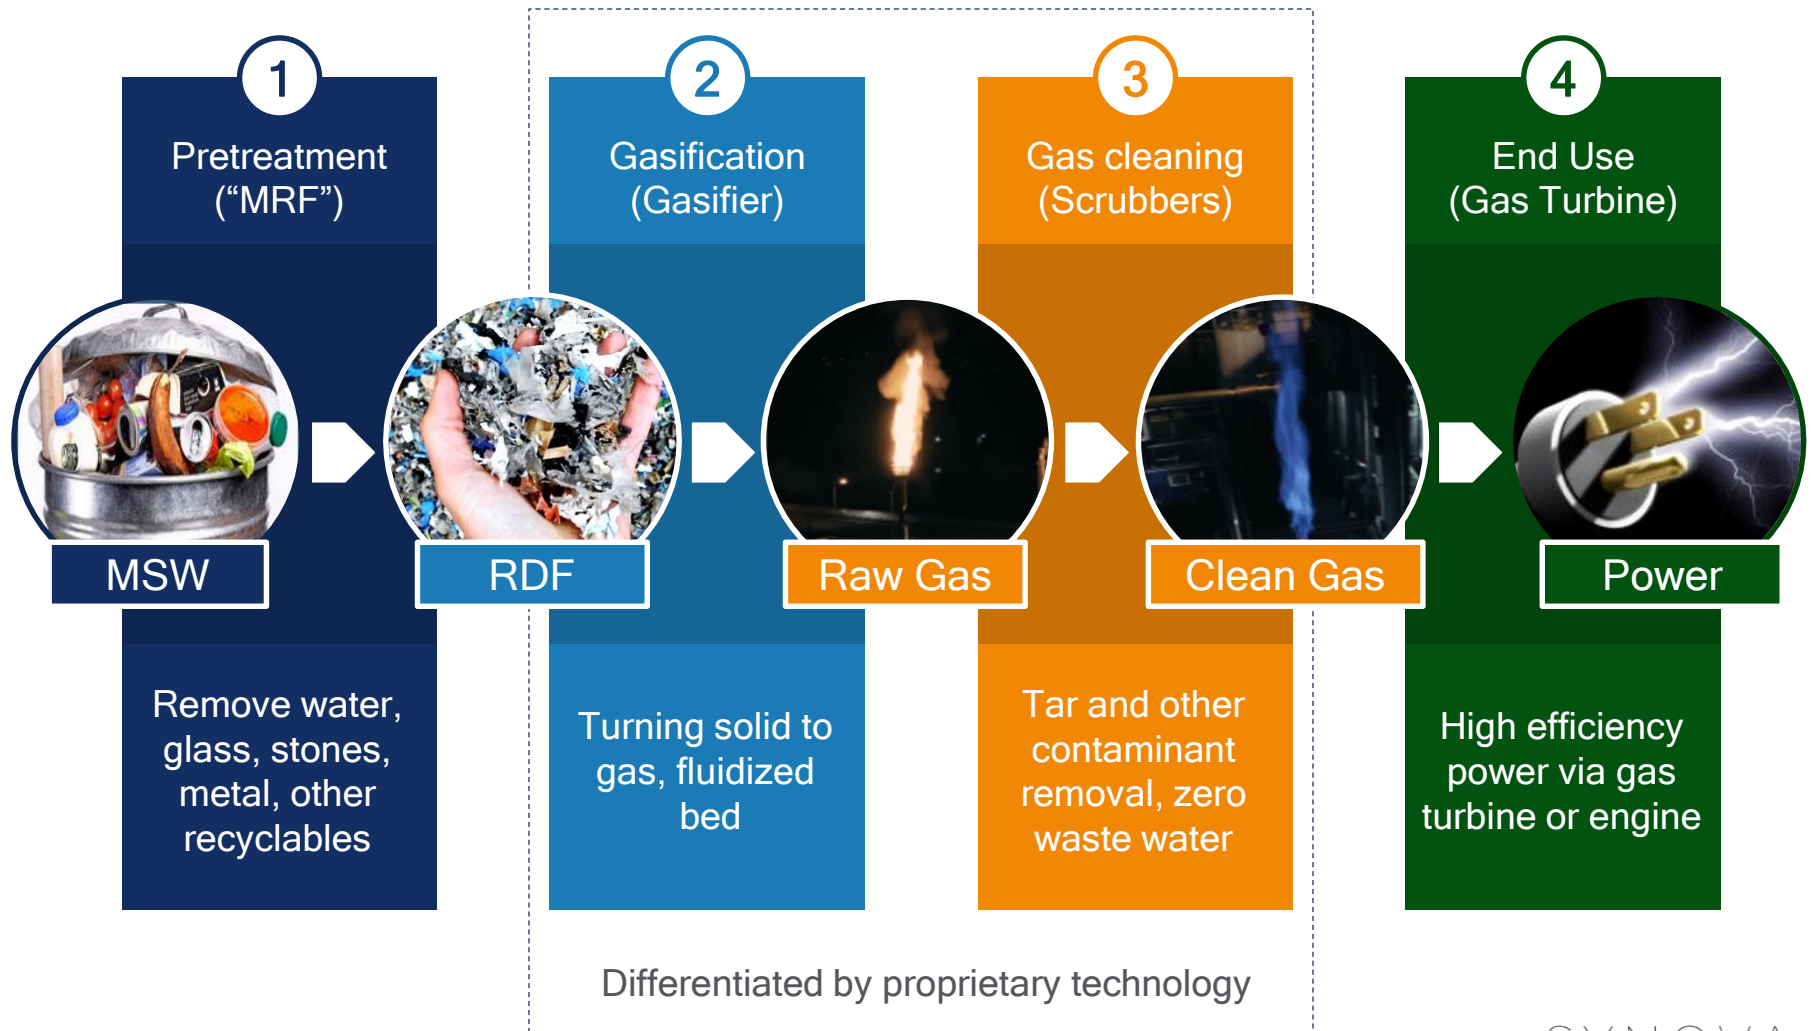 1
Pretreatment
(“MRF”)
2
Gasification
(Gasifier)
3
Gas cleaning
(Scrubbers)
4
End Use
(Gas Turbine)
MSW
RDF
Raw Gas
Clean Gas
Power
Remove water,
glass, stones,
metal, other
recyclables
Turning solid to
gas, fluidized
bed
Tar and other
contaminant
removal, zero
waste water
High efficiency
power via gas
turbine or engine
Differentiated by proprietary technology
SYNOVA